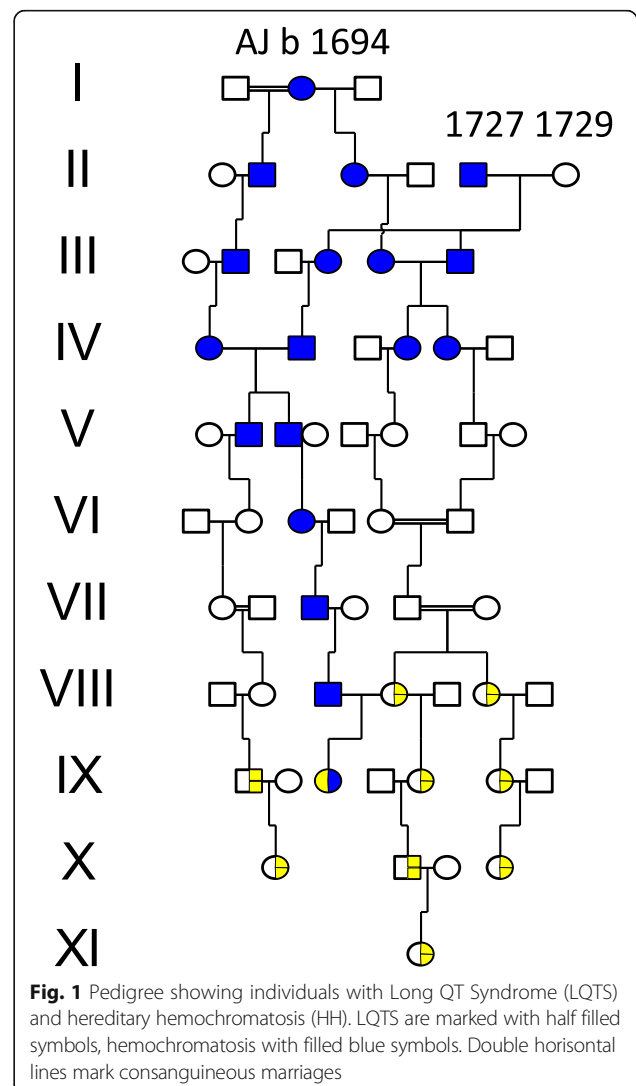 AJ b 1694
I
1727 1729
II
III
IV
V
VI
VII
VIII
IX
X
XI
Fig. 1 Pedigree showing individuals with Long QT Syndrome (LQTS)
and hereditary hemochromatosis (HH). LQTS are marked with half filled
symbols, hemochromatosis with filled blue symbols. Double horisontal
lines mark consanguineous marriages